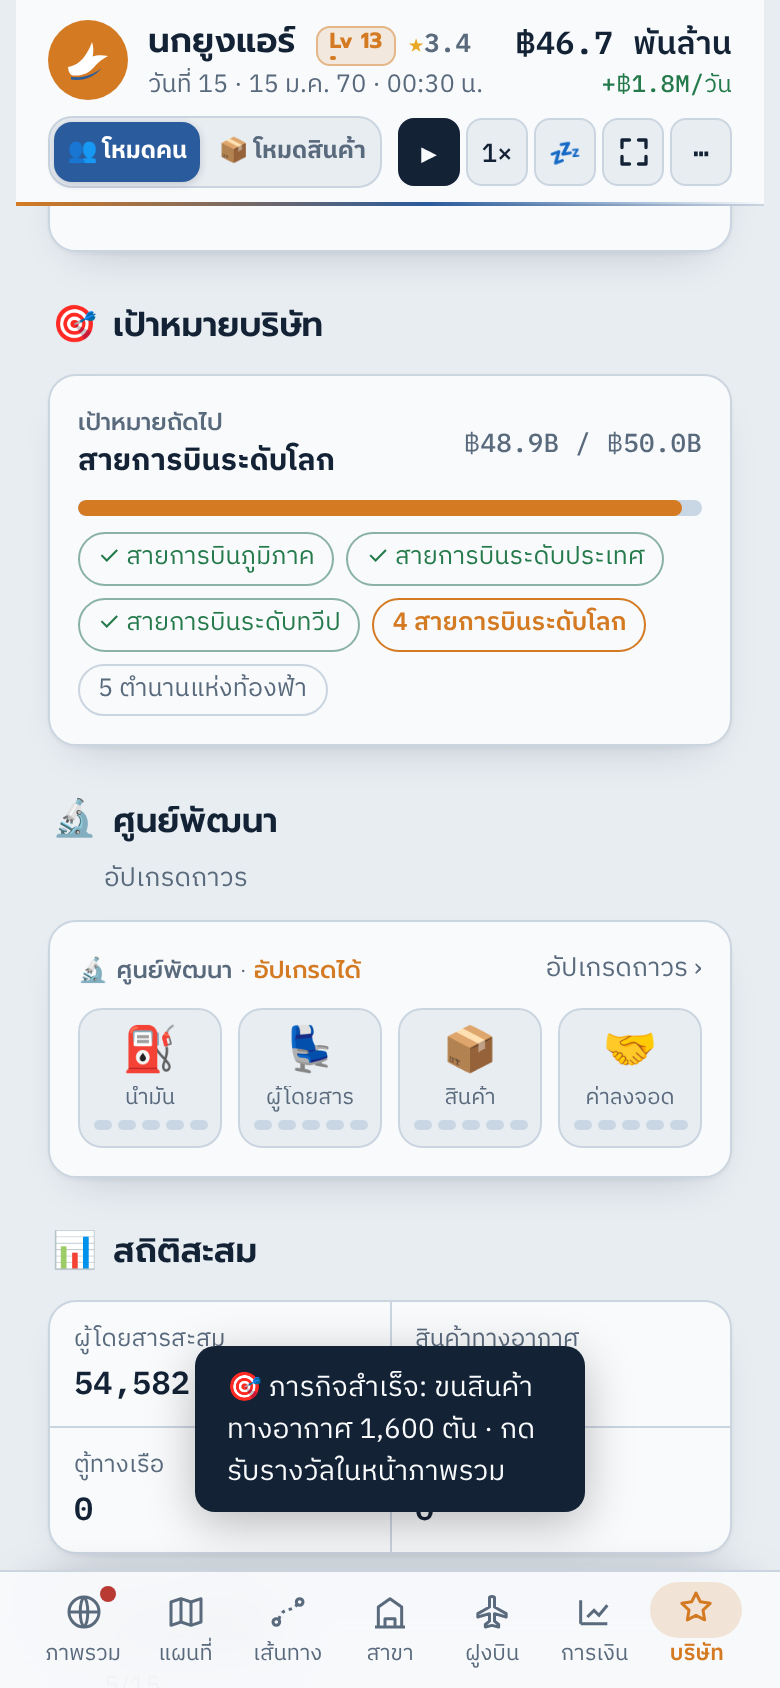 นกยูงแอร์ Lv 13 ★3.4 ฿46.7 พันล้าน
วันที่ 15 · 15 ม.ค. 70 · 00:30 น. +฿1.8M/วัน
👥 โหมดคน 📦 โหมดสินค้า ▶ 1× 💤 ⋯
🎯 เป้าหมายบริษัท
เป้าหมายถัดไป
สายการบินระดับโลก ฿48.9B / ฿50.0B
✓ สายการบินภูมิภาค ✓ สายการบินระดับประเทศ
✓ สายการบินระดับทวีป 4 สายการบินระดับโลก
5 ตำนานแห่งท้องฟ้า
🔬 ศูนย์พัฒนา
อัปเกรดถาวร
🔬 ศูนย์พัฒนา · อัปเกรดได้ อัปเกรดถาวร ›
น้ำมัน ผู้โดยสาร สินค้า ค่าลงจอด
📊 สถิติสะสม
ผู้โดยสารสะสม สินค้าทางอากาศ
54,582
🎯 ภารกิจสำเร็จ: ขนสินค้า
ทางอากาศ 1,600 ตัน · กด
รับรางวัลในหน้าภาพรวม
ตู้ทางเรือ
0 0
ภาพรวม แผนที่ เส้นทาง สาขา ฝูงบิน การเงิน บริษัท
5/15